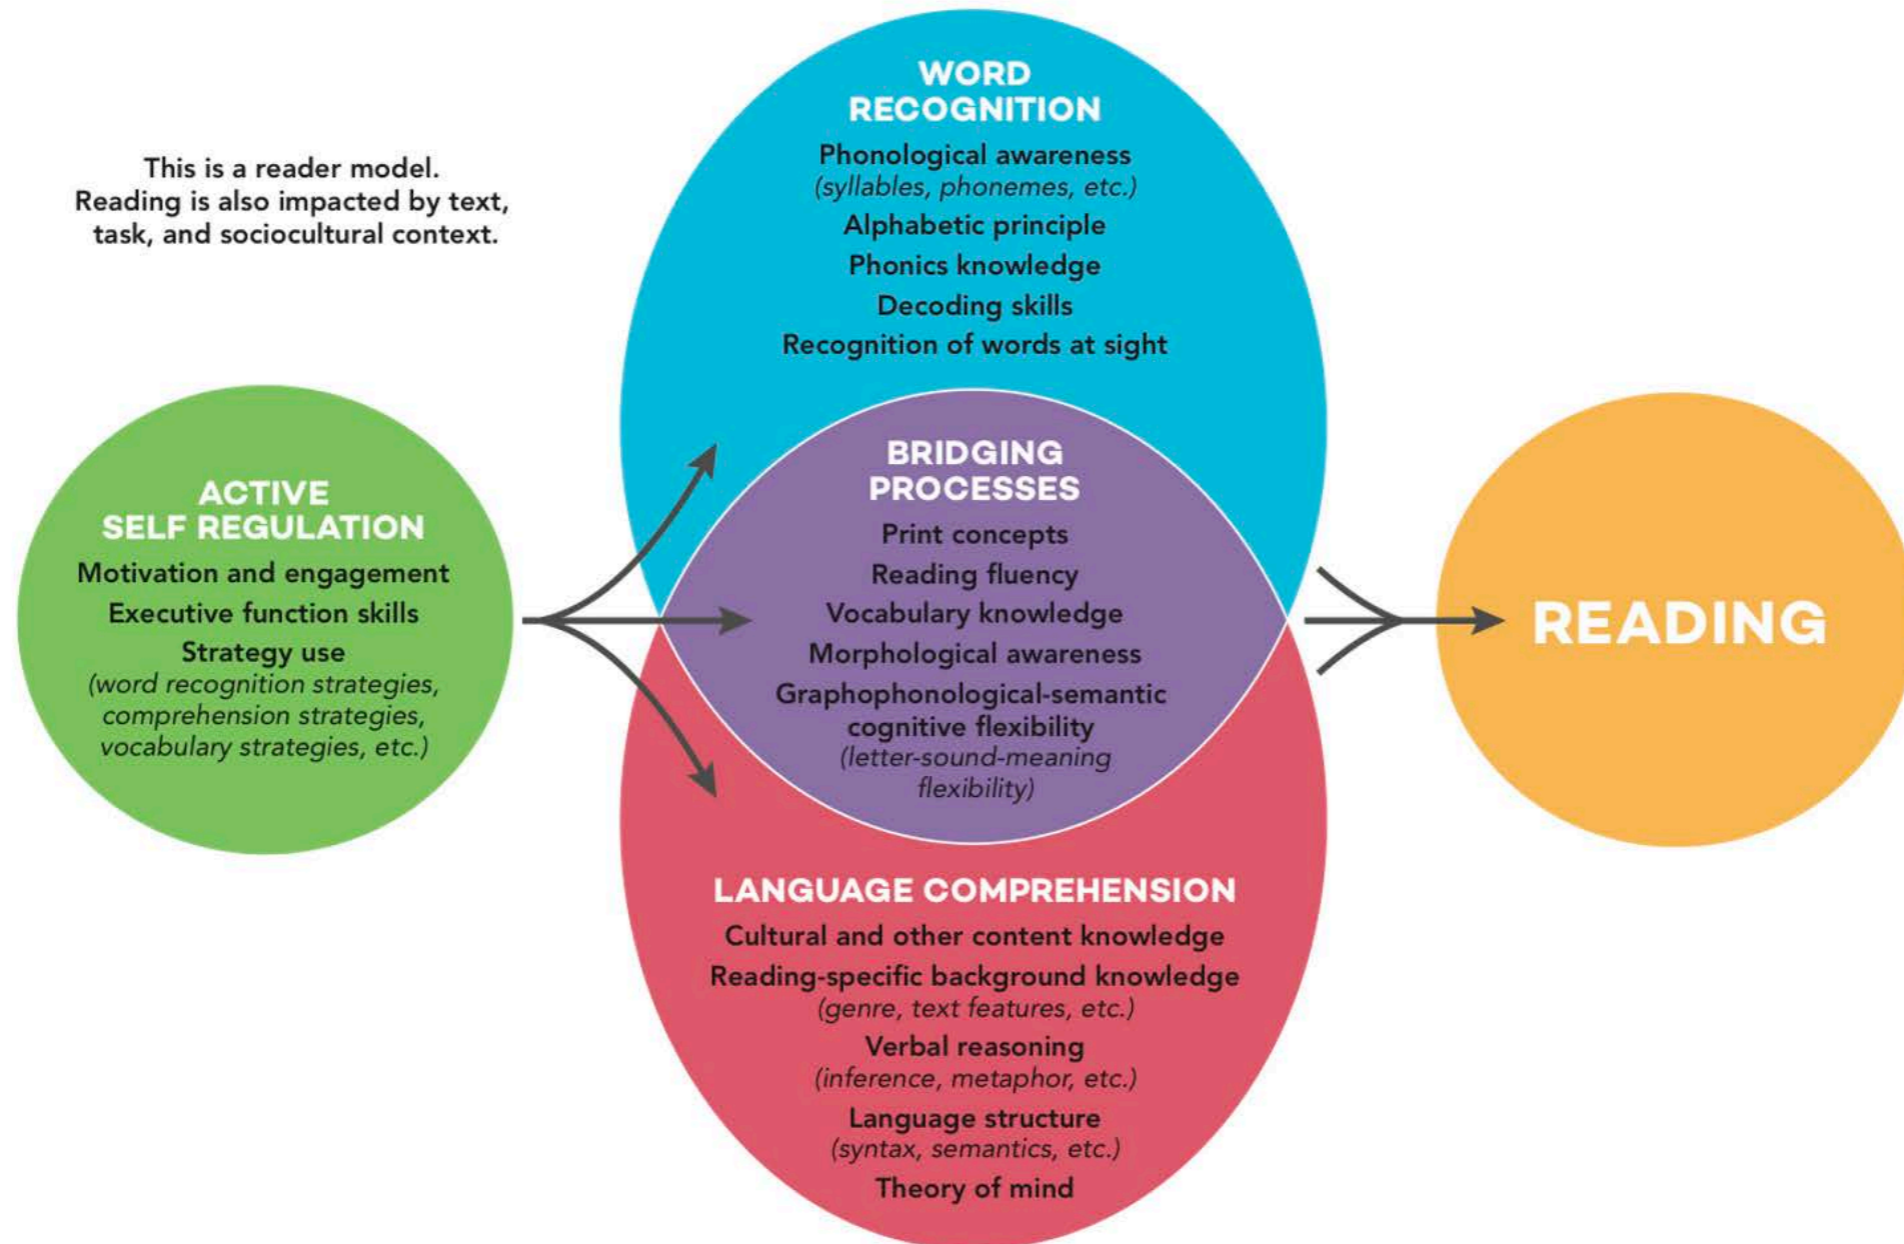 This is a reader model.
Reading is also impacted by text,
task, and sociocultural context.
ACTIVE
SELF REGULATION
Motivation and engagement
Executive function skills
Strategy use
(word recognition strategies,
comprehension strategies,
vocabulary strategies, etc.)
WORD
RECOGNITION
Phonological awareness
(syllables, phonemes, etc.)
Alphabetic principle
Phonics knowledge
Decoding skills
Recognition of words at sight
BRIDGING
PROCESSES
Print concepts
Reading fluency
Vocabulary knowledge
Morphological awareness
Graphophonological-semantic
cognitive flexibility
(letter-sound-meaning
flexibility)
LANGUAGE COMPREHENSION
Cultural and other content knowledge
Reading-specific background knowledge
(genre, text features, etc.)
Verbal reasoning
(inference, metaphor, etc.)
Language structure
(syntax, semantics, etc.)
Theory of mind
READING